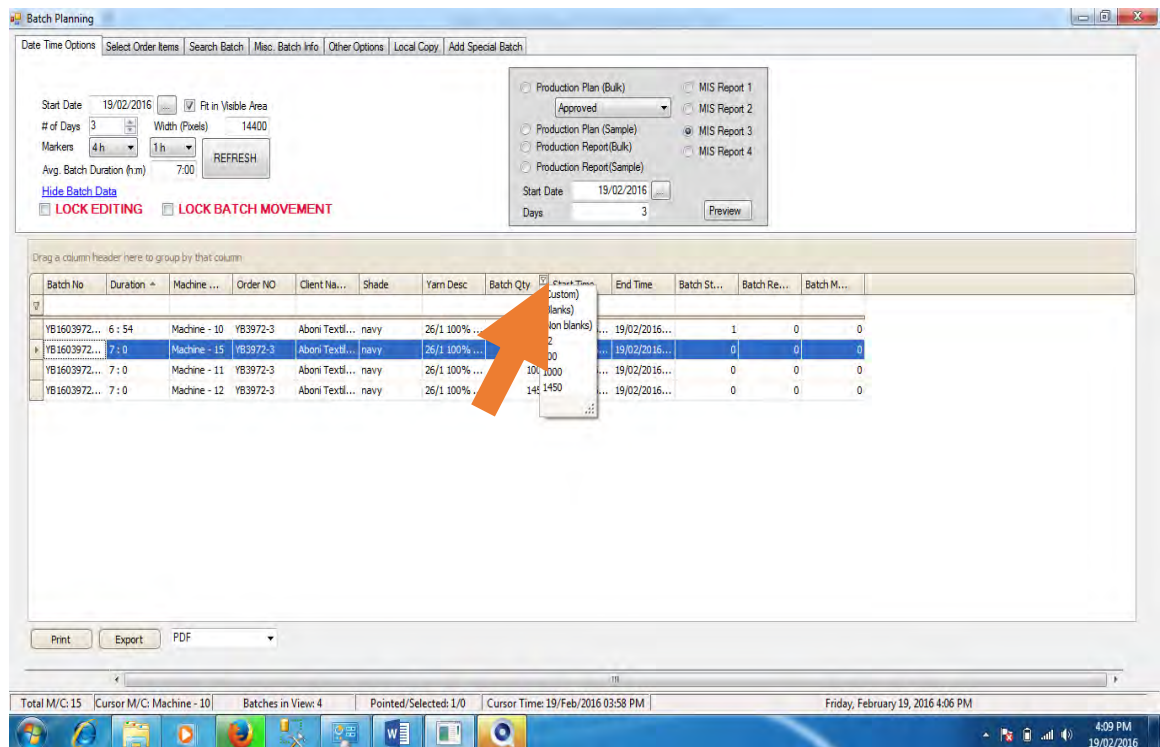 Batch Planning
Date Time Options Select Order Items Search Batch Misc. Batch Info Other Options Local Copy Add Special Batch
Start Date 19/02/2016 ... Fit in Visible Area
# of Days 3 Width (Pixels) 14400
Markers 4 h 1 h
REFRESH
Avg. Batch Duration (h:m) 7:00
Hide Batch Data
LOCK EDITING LOCK BATCH MOVEMENT
Production Plan (Bulk) MIS Report 1
Approved MIS Report 2
Production Plan (Sample) MIS Report 3
Production Report(Bulk) MIS Report 4
Production Report(Sample)
Start Date 19/02/2016 ...
Days 3 Preview
Drag a column header here to group by that column
Batch No Duration Machine ... Order NO Client Na... Shade Yarn Desc Batch Qty Start Time End Time Batch St... Batch Re... Batch M...
YB1603972... 6 : 54 Machine - 10 YB3972-3 Aboni Textil... navy 26/1 100% ... ... 19/02/2016... 1 0 0
YB1603972... 7 : 0 Machine - 15 YB3972-3 Aboni Textil... navy 26/1 100% ... ... 19/02/2016... 0 0 0
YB1603972... 7 : 0 Machine - 11 YB3972-3 Aboni Textil... navy 26/1 100% ... ... 19/02/2016... 0 0 0
YB1603972... 7 : 0 Machine - 12 YB3972-3 Aboni Textil... navy 26/1 100% ... ... 19/02/2016... 0 0 0
blanks)
1000
1450
Print Export PDF
Total M/C: 15 Cursor M/C: Machine - 10 Batches in View: 4 Pointed/Selected: 1/0 Cursor Time: 19/Feb/2016 03:58 PM Friday, February 19, 2016 4:06 PM
4:09 PM
19/02/2016